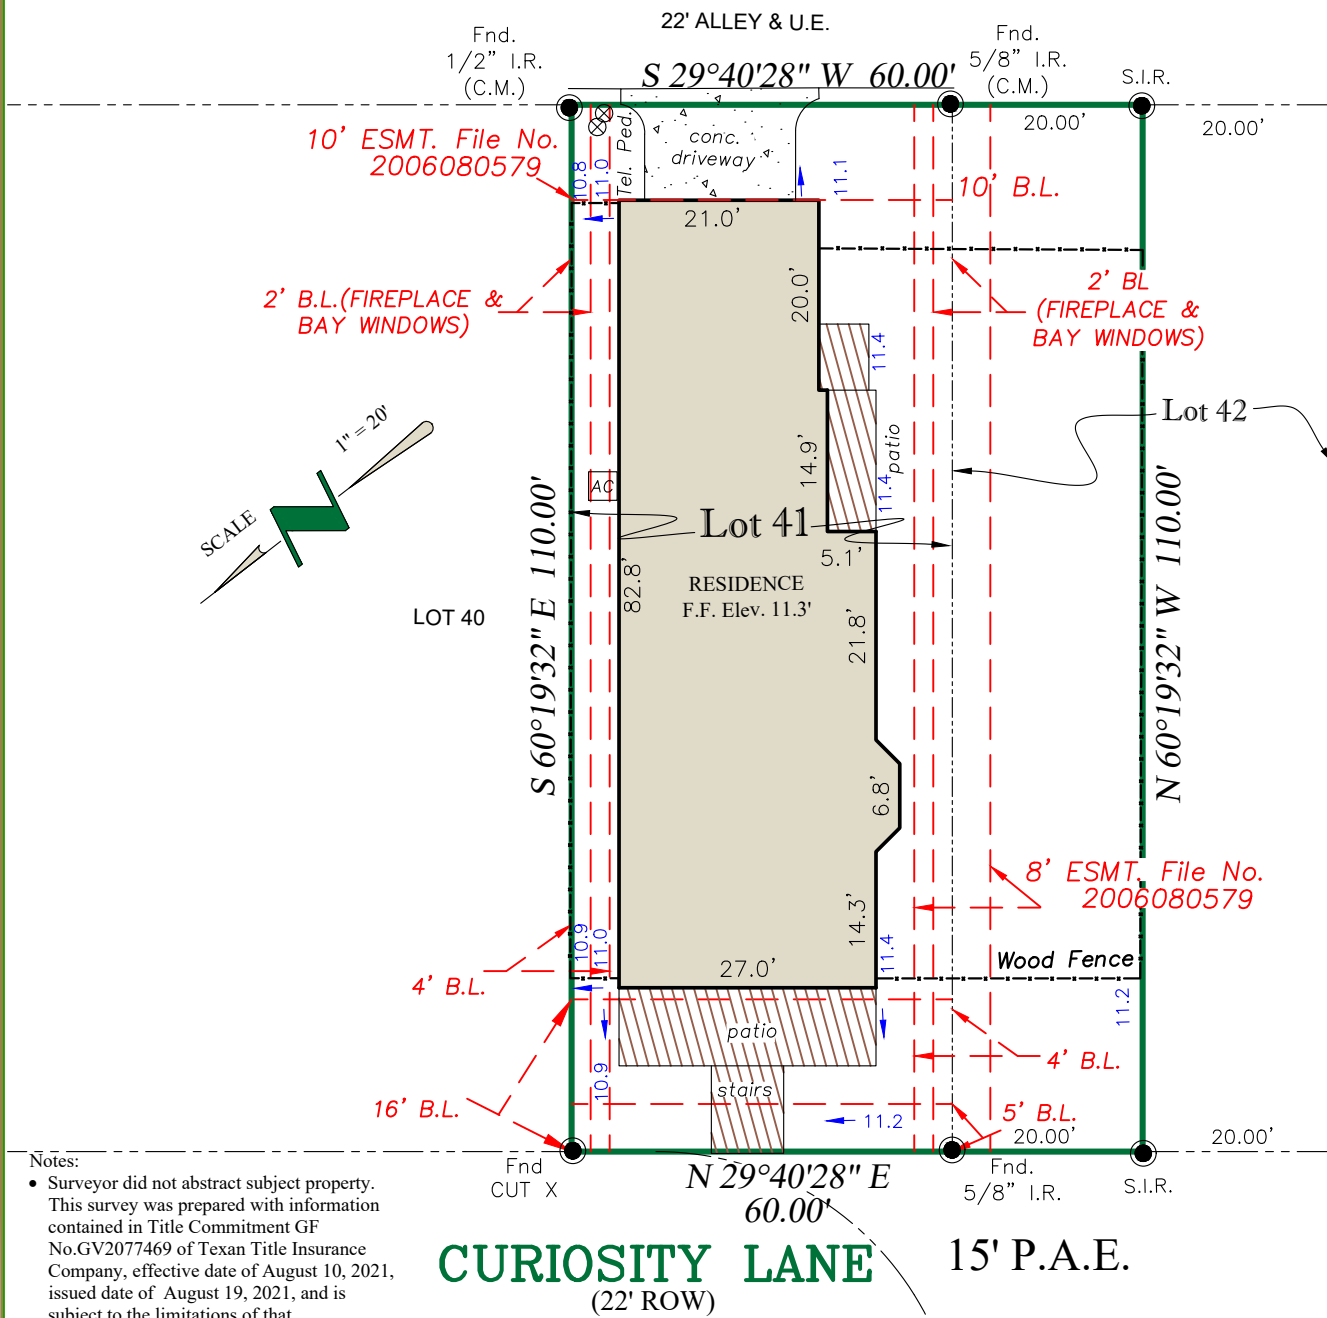 22' ALLEY & U.E.
Fnd.
1/2" I.R.
(C.M.)
S 29°40'28" W  60.00'
Fnd.
5/8" I.R.
(C.M.)
S.I.R.
20.00'
20.00'
10' ESMT. File No.
2006080579
10.8
11.0
Tel. Ped.
conc.
driveway
11.1
10' B.L.
21.0'
2' B.L.(FIREPLACE &
BAY WINDOWS)
20.0'
2' BL
(FIREPLACE &
BAY WINDOWS)
11.4
1" = 20'
SCALE
14.9'
patio
11.4
Lot 42
AC
S 60°19'32" E  110.00'
Lot 41
5.1'
N 60°19'32" W  110.00'
82.8'
RESIDENCE
F.F. Elev. 11.3'
LOT 40
21.8'
6.8'
8' ESMT. File No.
2006080579
14.3'
10.9
11.0
11.4
Wood Fence
27.0'
4' B.L.
11.2
patio
4' B.L.
10.9
stairs
16' B.L.
11.2
5' B.L.
20.00'
20.00'
Fnd
CUT X
N 29°40'28" E
60.00'
Fnd.
5/8" I.R.
S.I.R.
CURIOSITY LANE
(22' ROW)
15' P.A.E.
Notes:
• Surveyor did not abstract subject property.
This survey was prepared with information
contained in Title Commitment GF
No.GV2077469 of Texan Title Insurance
Company, effective date of August 10, 2021,
issued date of  August 19, 2021, and is
subject to the limitations of that